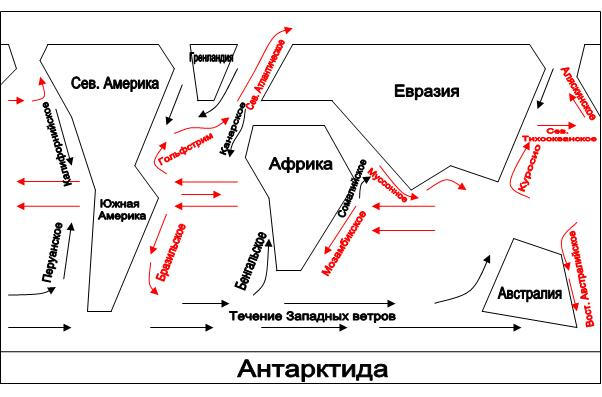 Гренландия
Сев. Атлантическое
Сев. Америка
Евразия
Аляскинское
Калифорнийское
Гольфстрим
Канарское
Сев.
Тихоокеанское
Африка
Куросио
Южная
Америка
Сомалийское
Муссонное
Перуанское
Бразильское
Бенгальское
Мозамбикское
Вост. Австралийское
Австралия
Течение Западных ветров
Антарктида